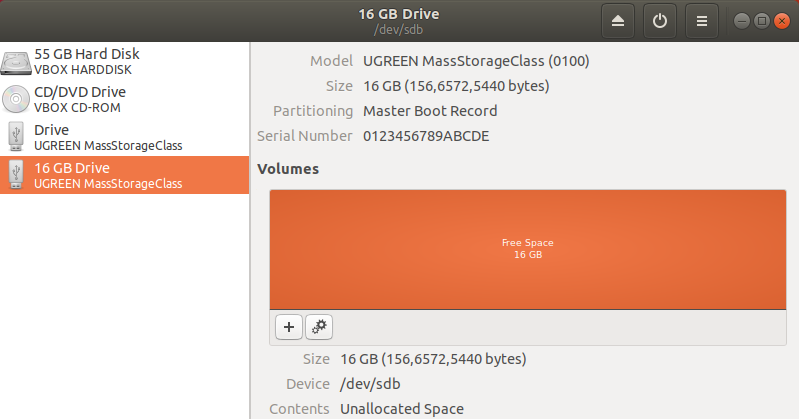 16 GB Drive
/dev/sdb
55 GB Hard Disk
VBOX HARDDISK
CD/DVD Drive
VBOX CD-ROM
Drive
UGREEN MassStorageClass
16 GB Drive
UGREEN MassStorageClass
Model UGREEN MassStorageClass (0100)
Size 16 GB (156,6572,5440 bytes)
Partitioning Master Boot Record
Serial Number 0123456789ABCDE
Volumes
Free Space
16 GB
Size 16 GB (156,6572,5440 bytes)
Device /dev/sdb
Contents Unallocated Space